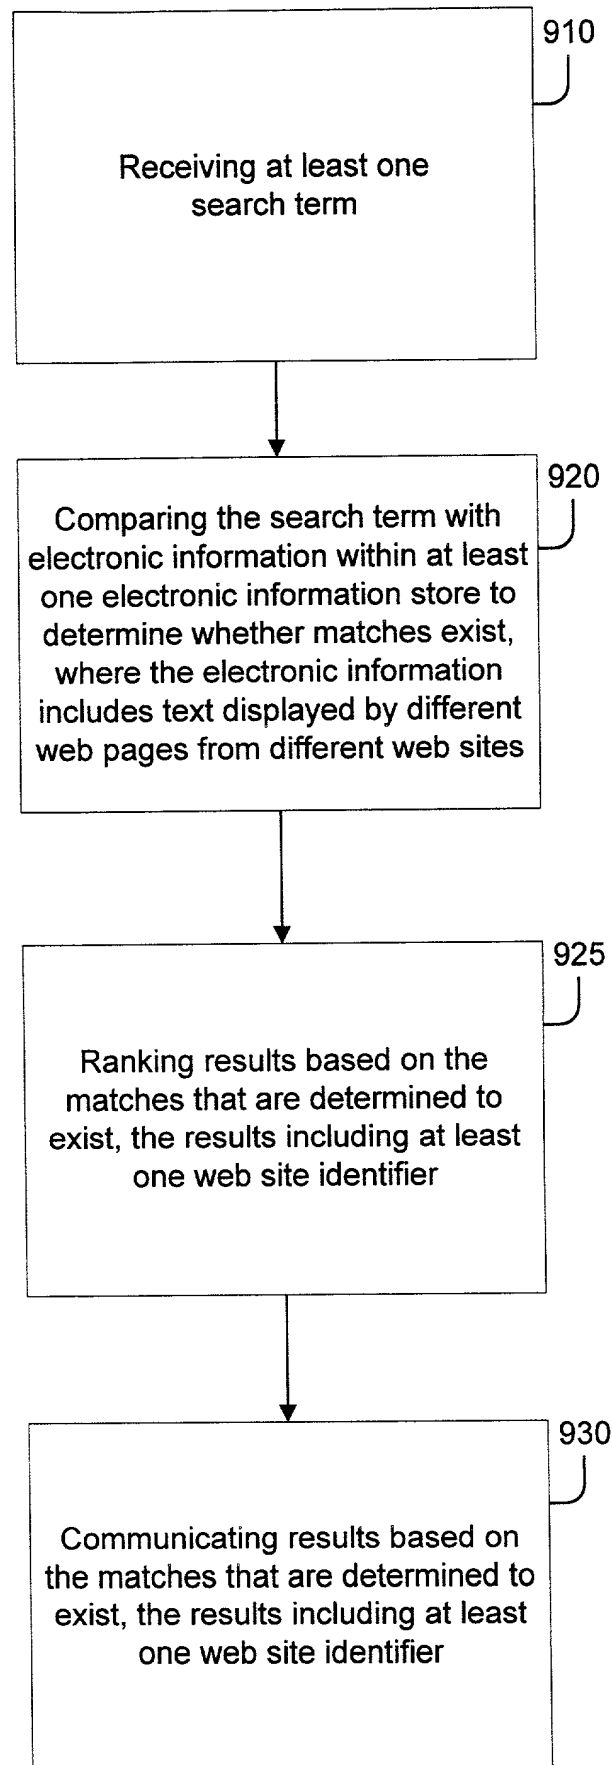 910
Receiving at least one
search term
920
Comparing the search term with
electronic information within at least
one electronic information store to
determine whether matches exist,
where the electronic information
includes text displayed by different
web pages from different web sites
925
Ranking results based on the
matches that are determined to
exist, the results including at least
one web site identifier
930
Communicating results based on
the matches that are determined to
exist, the results including at least
one web site identifier